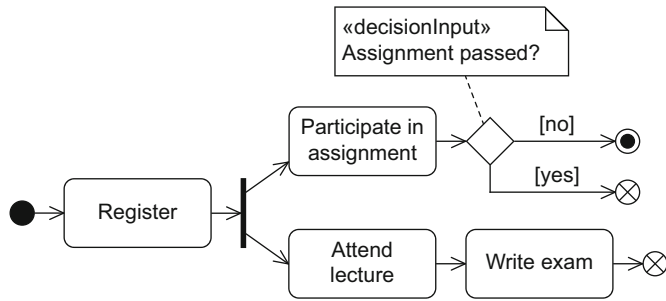 «decisionInput»
Assignment passed?
Participate in
assignment
[no]
[yes]
Register
Attend
lecture
Write exam